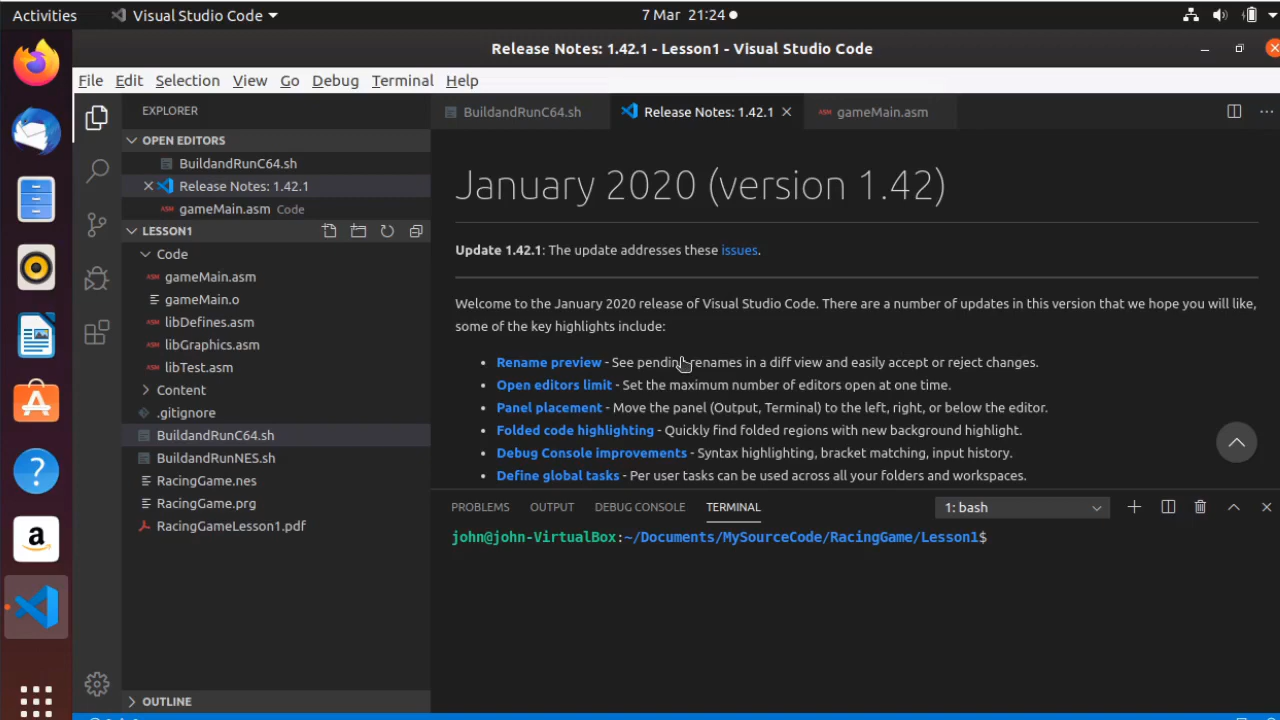 Activities
Visual Studio Code
7 Mar 21:24
Release Notes: 1.42.1 - Lesson1 - Visual Studio Code
File Edit Selection View Go Debug Terminal Help
EXPLORER
OPEN EDITORS
BuildandRunC64.sh
Release Notes: 1.42.1
gameMain.asm Code
LESSON1
Code
gameMain.asm
gameMain.o
libDefines.asm
libGraphics.asm
libTest.asm
Content
.gitignore
BuildandRunC64.sh
BuildandRunNES.sh
RacingGame.nes
RacingGame.prg
RacingGameLesson1.pdf
OUTLINE
BuildandRunC64.sh
Release Notes: 1.42.1
ASM gameMain.asm
January 2020 (version 1.42)
Update 1.42.1: The update addresses these issues.
Welcome to the January 2020 release of Visual Studio Code. There are a number of updates in this version that we hope you will like,
some of the key highlights include:
• Rename preview - See pending renames in a diff view and easily accept or reject changes.
• Open editors limit - Set the maximum number of editors open at one time.
• Panel placement - Move the panel (Output, Terminal) to the left, right, or below the editor.
• Folded code highlighting - Quickly find folded regions with new background highlight.
• Debug Console improvements - Syntax highlighting, bracket matching, input history.
• Define global tasks - Per user tasks can be used across all your folders and workspaces.
PROBLEMS OUTPUT DEBUG CONSOLE TERMINAL
1: bash
john@john-VirtualBox:~/Documents/MySourceCode/RacingGame/Lesson1$